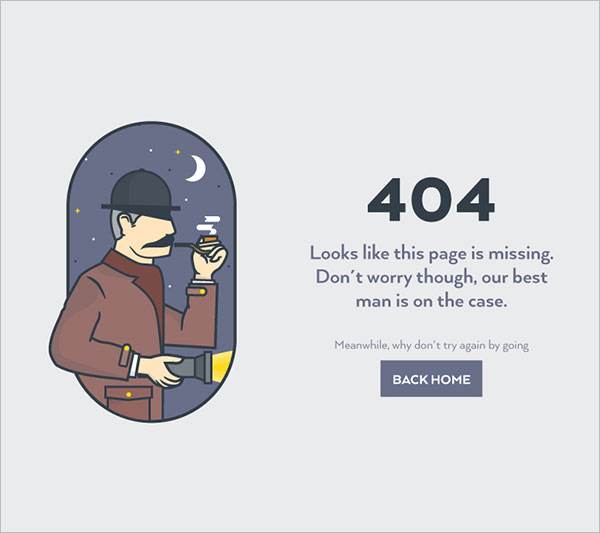 404
Looks like this page is missing.
Don't worry though, our best
man is on the case.
Meanwhile, why don't try again by going
BACK HOME